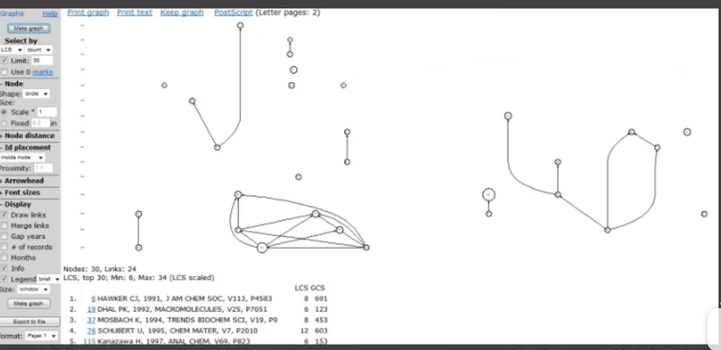 Graphs Help
Print graph Print text Keep graph PostScript (Letter pages: 2)
Make graph
Select by
LCS count
Limit: 30
Use 0 marks
- Node
Shape: circle
Size:
Scale * 1
Fixed in
+ Node distance
- Id placement
inside node
Proximity:
+ Arrowhead
+ Font sizes
- Display
Draw links
Merge links
Gap years
# of records
Months
Info
Legend brief
Size: window
Make graph
Export to file
Format: Pajek
Nodes: 30, Links: 24
LCS, top 30; Min: 6, Max: 34 (LCS scaled)
LCS GCS
1. 6 HAWKER CJ, 1991, J AM CHEM SOC, V113, P4583 8 691
2. 19 DHAL PK, 1992, MACROMOLECULES, V25, P7051 6 123
3. 37 MOSBACH K, 1994, TRENDS BIOCHEM SCI, V19, P9 8 453
4. 76 SCHUBERT U, 1995, CHEM MATER, V7, P2010 12 603
5. 115 Kanazawa H, 1997, ANAL CHEM, V69, P823 6 153